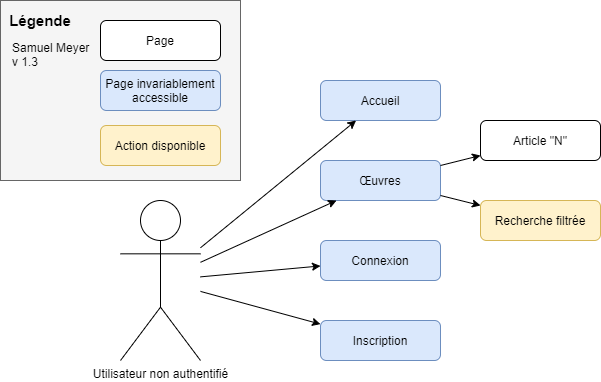 Légende
Samuel Meyer
v 1.3
Page
Page invariablement
accessible
Action disponible
Accueil
Œuvres
Article "N"
Recherche filtrée
Connexion
Inscription
Utilisateur non authentifié